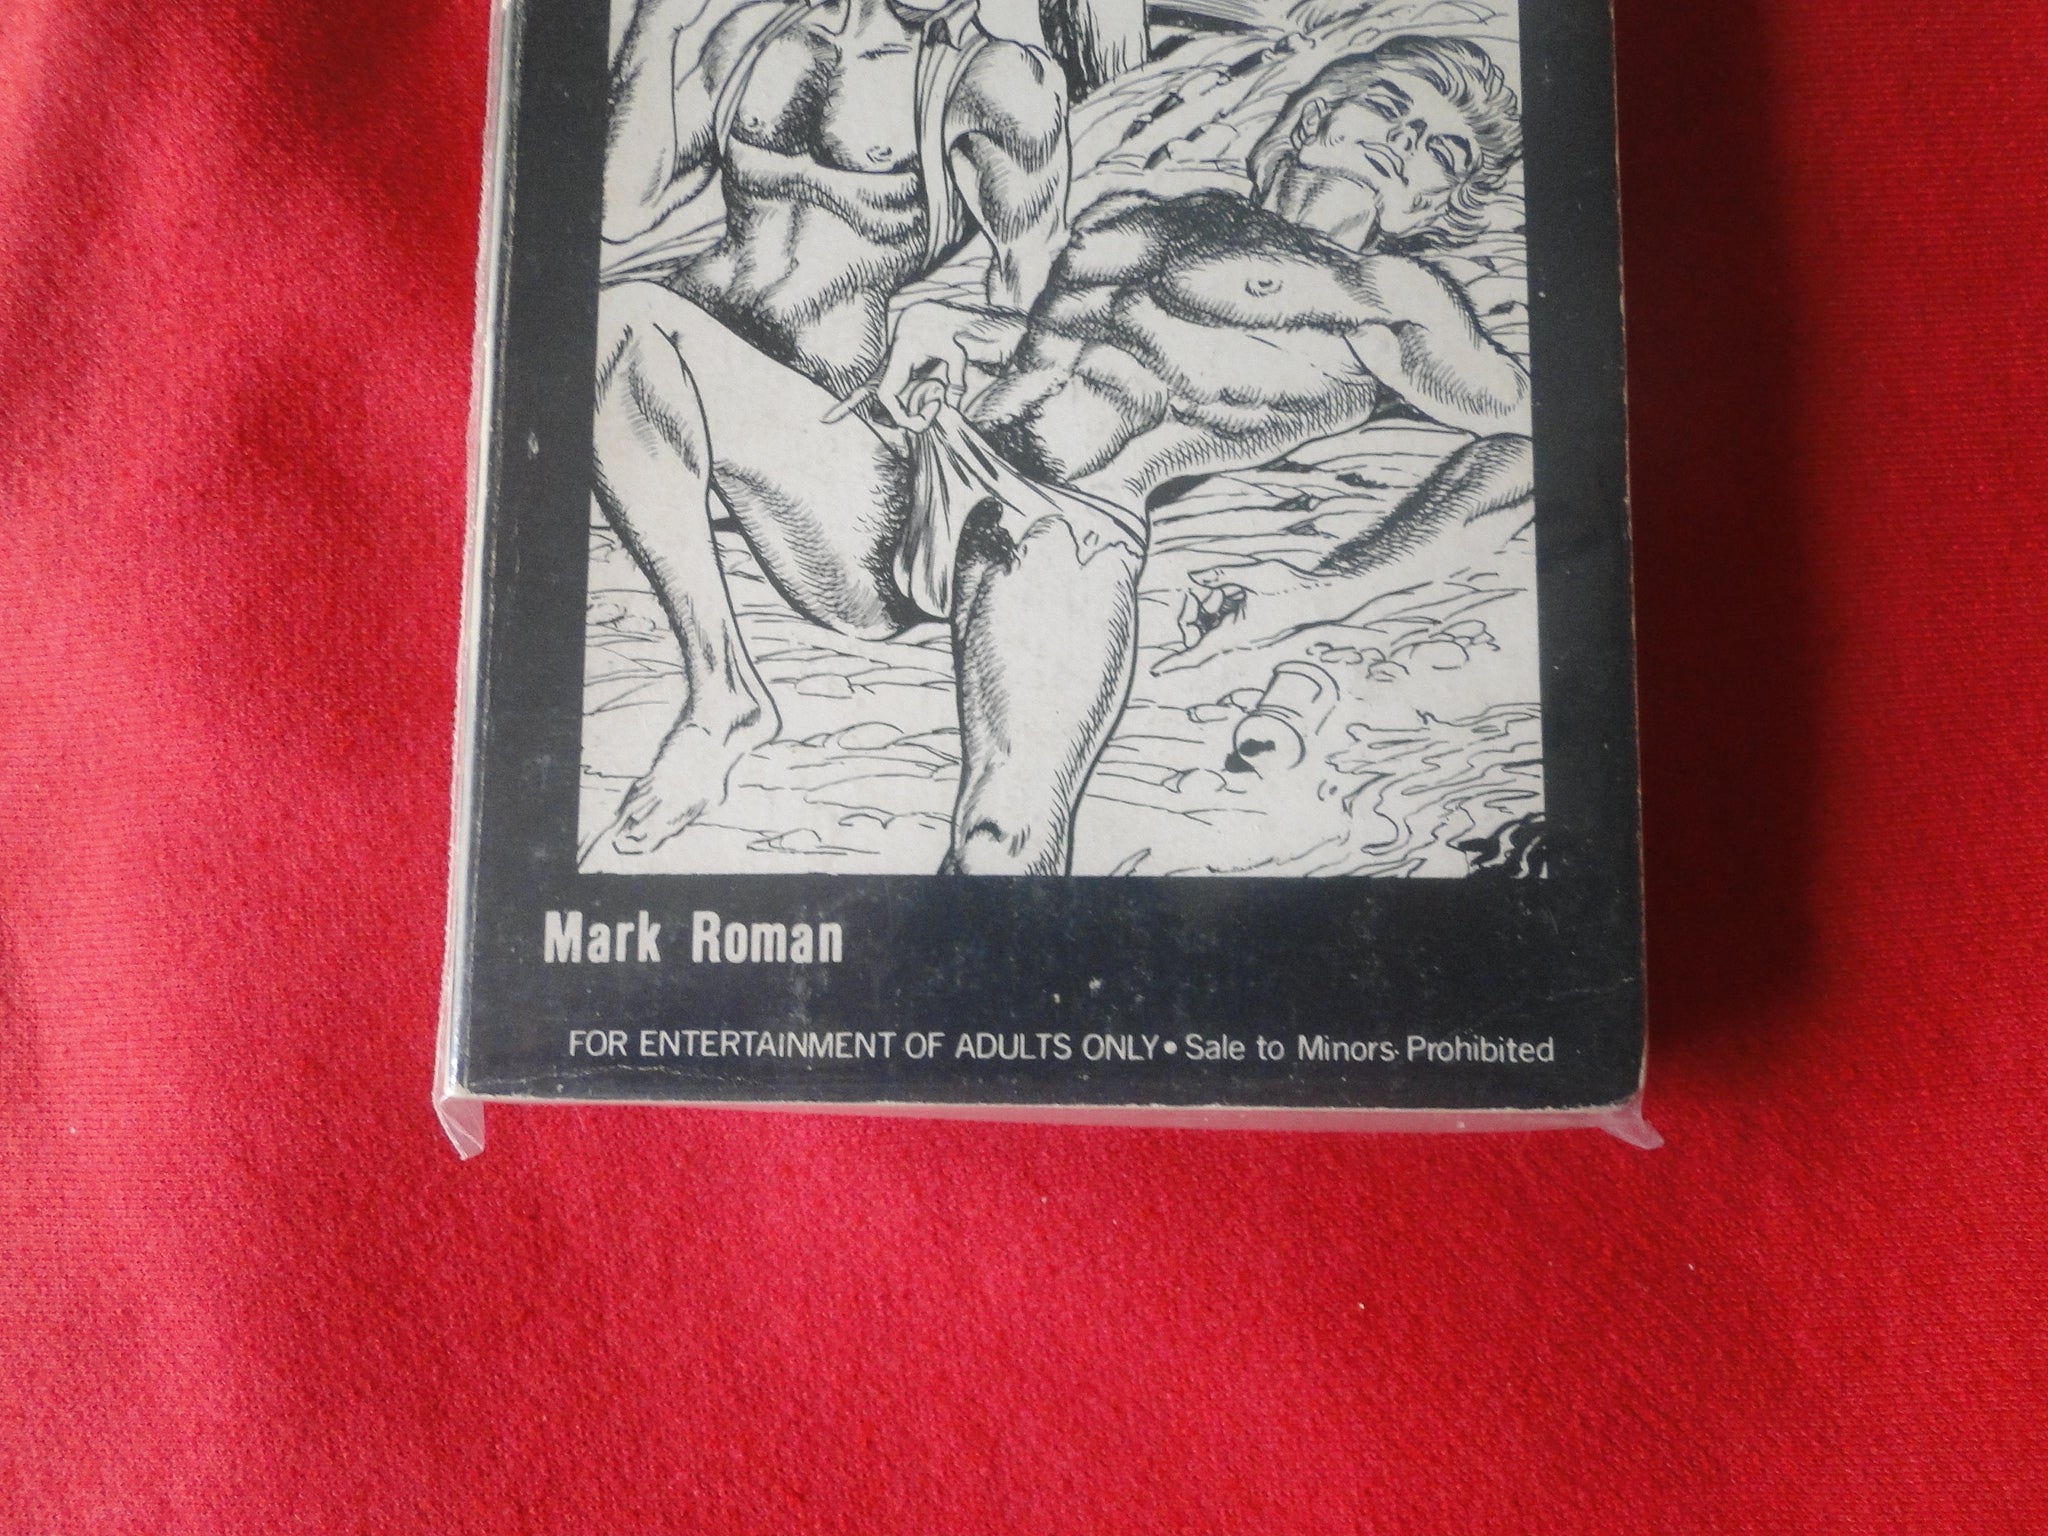 Mark Roman
FOR ENTERTAINMENT OF ADULTS ONLY • Sale to Minors Prohibited